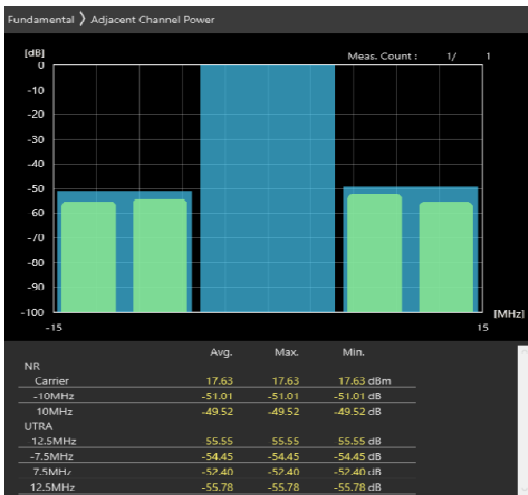 Fundamental 〉 Adjacent Channel Power
[dB]
Meas. Count : 1/ 1
0
-10
-20
-30
-40
-50
60
-70
-80
-90
-100
[MHz]
-15 15
Avg. Max. Min.
NR
Carrier 17.63 17.63 17.63 dBm
-10MHz -51.01 -51.01 -51.01 dB
10MHz -49.52 -49.52 -49.52 dB
UTRA
12.5MHz 55.55 55.55 55.55 dB
-7.5MHz -54.45 -54.45 -54.45 dB
7.5MHz -52.40 -52.40 -52.40 dB
12.5MHz -55.78 -55.78 -55.78 dB